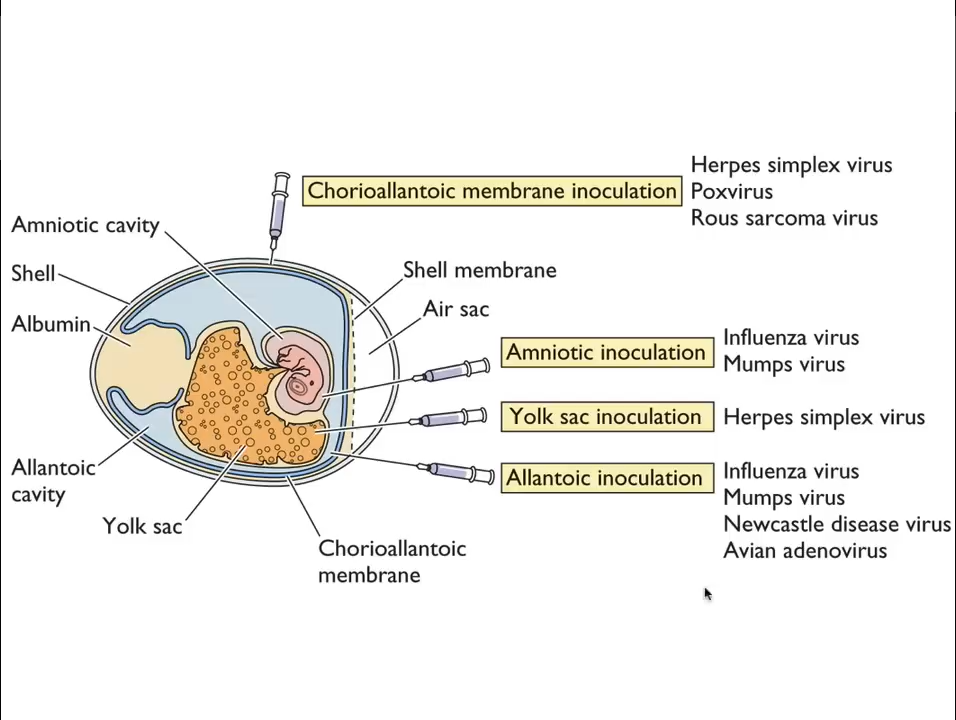 Chorioallantoic membrane inoculation
Herpes simplex virus
Poxvirus
Rous sarcoma virus
Amniotic cavity
Shell
Albumin
Shell membrane
Air sac
Amniotic inoculation
Influenza virus
Mumps virus
Yolk sac inoculation
Herpes simplex virus
Allantoic inoculation
Influenza virus
Mumps virus
Newcastle disease virus
Avian adenovirus
Allantoic
cavity
Yolk sac
Chorioallantoic
membrane